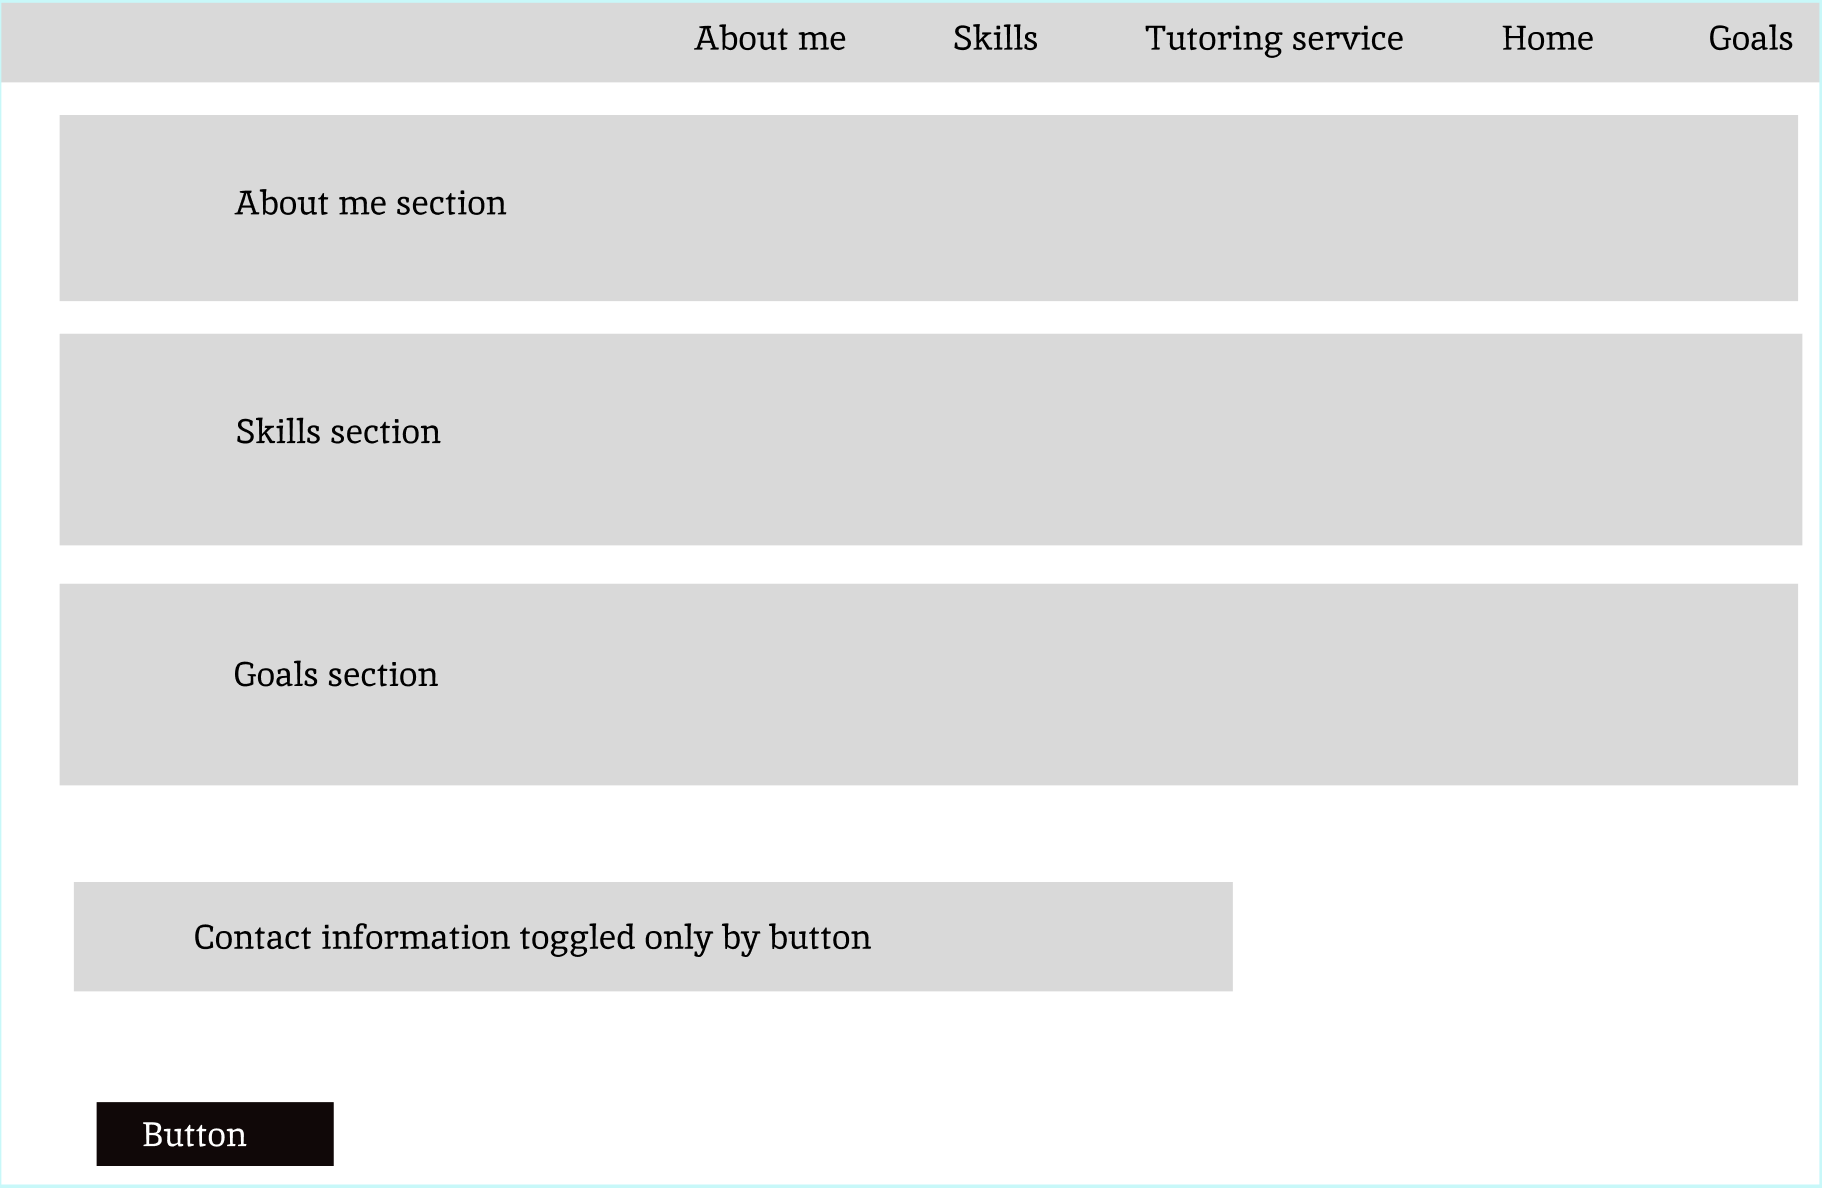 About me Skills Tutoring service Home Goals
About me section
Skills section
Goals section
Contact information toggled only by button
Button